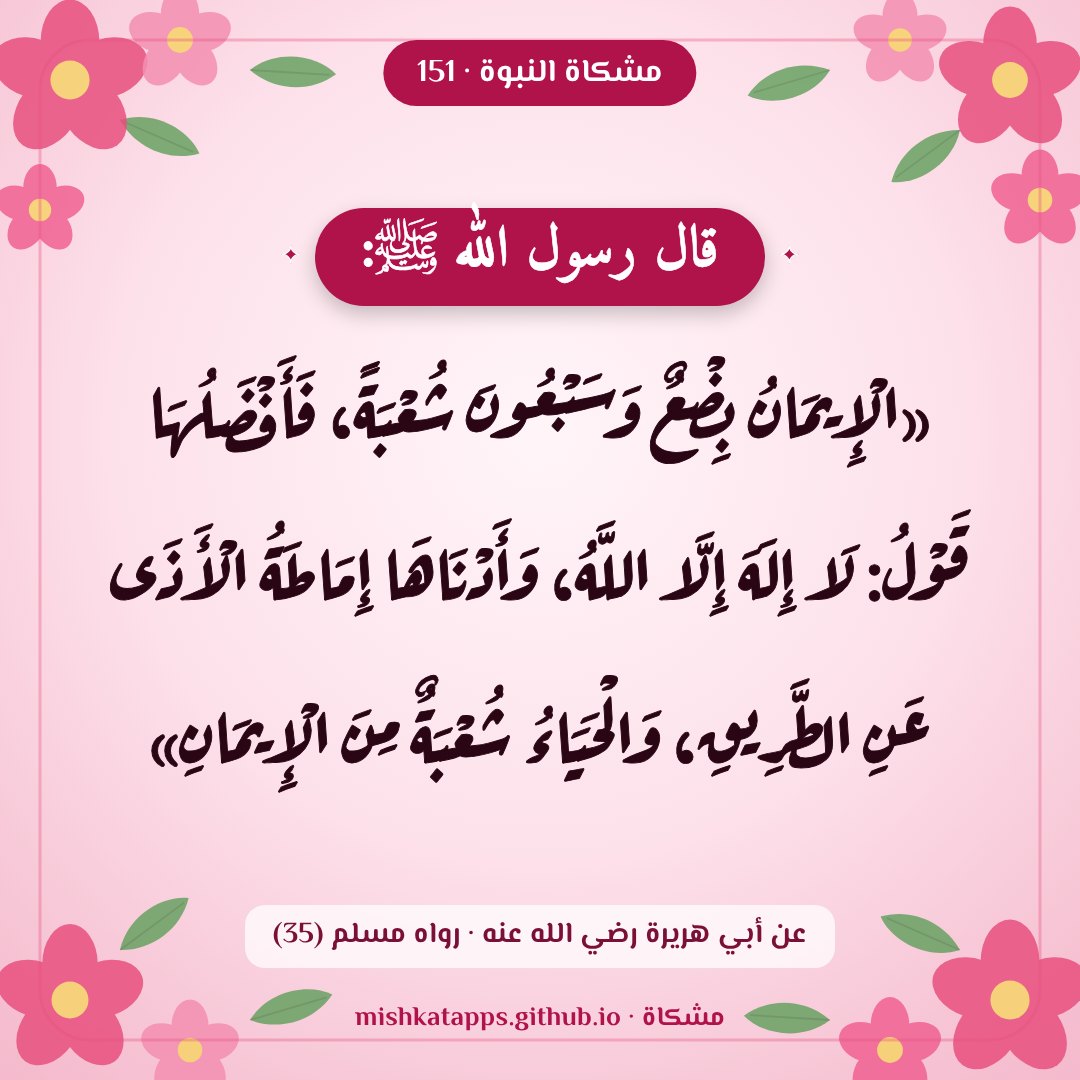 مشكاة النبوة · 151
قال رسول الله ﷺ:
«الْإِيمَانُ بِضْعٌ وَسَبْعُونَ شُعْبَةً، فَأَفْضَلُهَا
قَوْلُ: لَا إِلَهَ إِلَّا اللَّهُ، وَأَدْنَاهَا إِمَاطَةُ الْأَذَى
عَنِ الطَّرِيقِ، وَالْحَيَاءُ شُعْبَةٌ مِنَ الْإِيمَانِ»
عن أبي هريرة رضي الله عنه · رواه مسلم (35)
مشكاة · mishkatapps.github.io